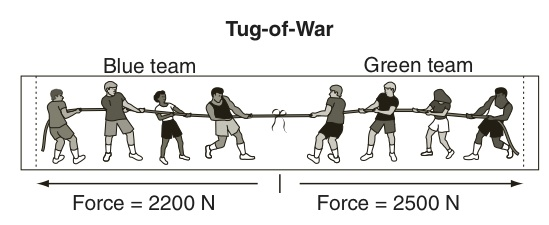 Tug-of-War
Blue team
Green team
Force = 2200 N
Force = 2500 N